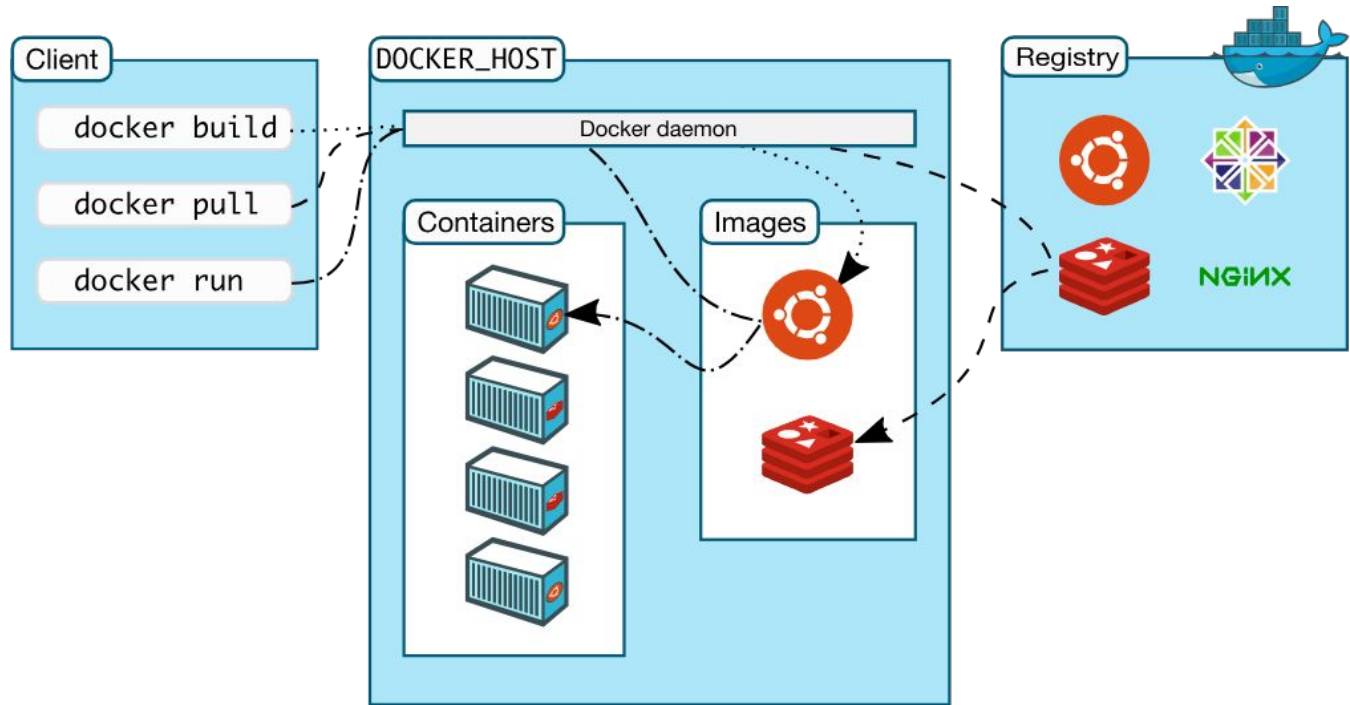 Client
docker build
docker pull
docker run
DOCKER_HOST
Docker daemon
Containers
Images
Registry
NGINX